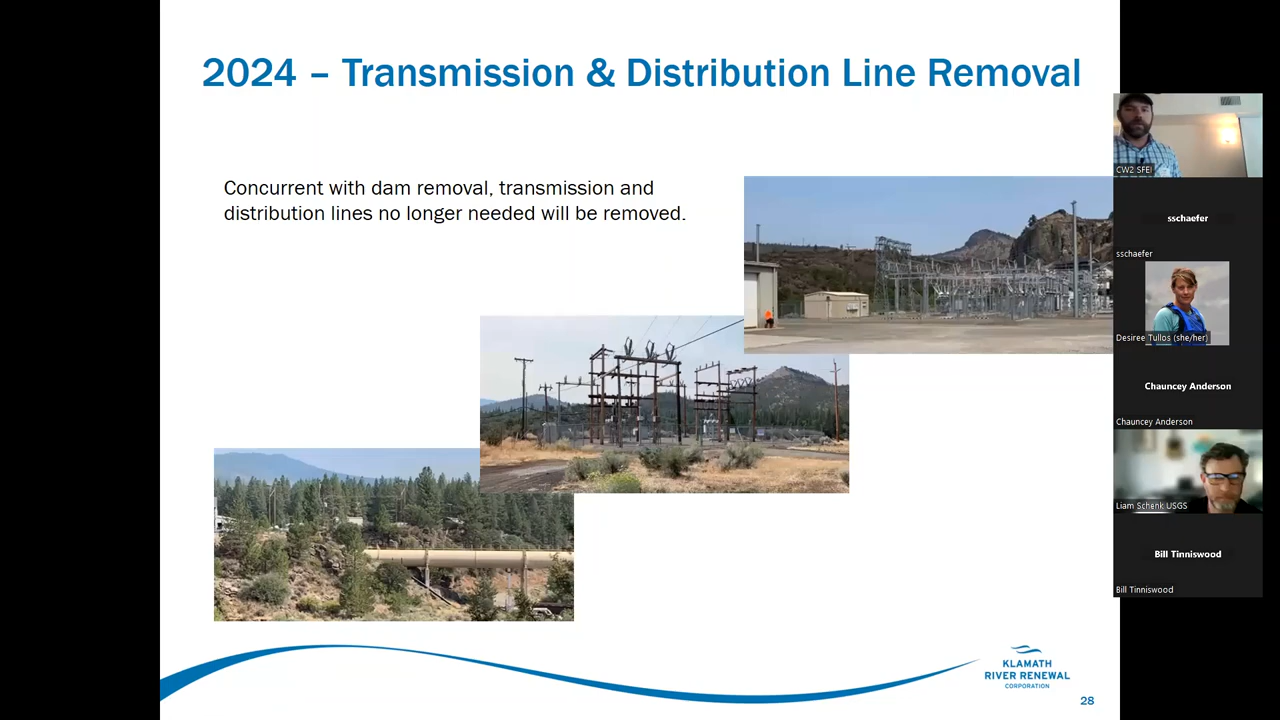 2024 – Transmission & Distribution Line Removal
Concurrent with dam removal, transmission and
distribution lines no longer needed will be removed.
KLAMATH
RIVER RENEWAL
CORPORATION
28
CW2 SFEI
sschaefer
sschaefer
Desiree Tullos (she/her)
Chauncey Anderson
Chauncey Anderson
Liam Schenk USGS
Bill Tinniswood
Bill Tinniswood